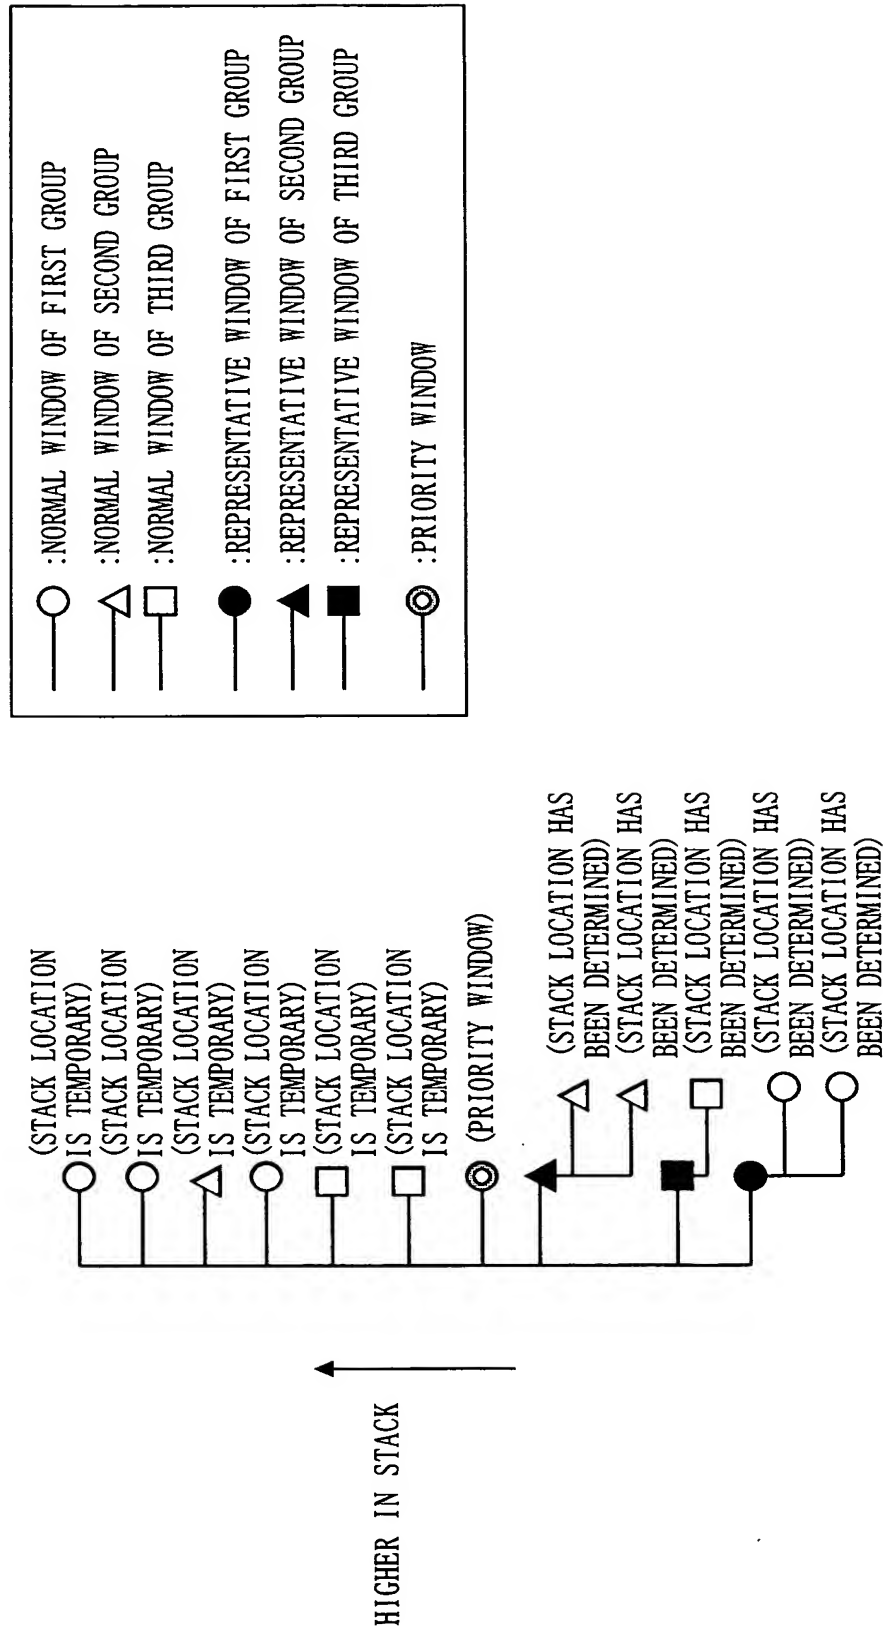 :NORMAL WINDOW OF FIRST GROUP
:NORMAL WINDOW OF SECOND GROUP
:NORMAL WINDOW OF THIRD GROUP
:REPRESENTATIVE WINDOW OF FIRST GROUP
:REPRESENTATIVE WINDOW OF SECOND GROUP
:REPRESENTATIVE WINDOW OF THIRD GROUP
:PRIORITY WINDOW
(STACK LOCATION
IS TEMPORARY)
(STACK LOCATION
IS TEMPORARY)
(STACK LOCATION
IS TEMPORARY)
(STACK LOCATION
IS TEMPORARY)
(STACK LOCATION
IS TEMPORARY)
(STACK LOCATION
IS TEMPORARY)
(PRIORITY WINDOW)
(STACK LOCATION HAS
BEEN DETERMINED)
(STACK LOCATION HAS
BEEN DETERMINED)
(STACK LOCATION HAS
BEEN DETERMINED)
(STACK LOCATION HAS
BEEN DETERMINED)
(STACK LOCATION HAS
BEEN DETERMINED)
HIGHER IN STACK